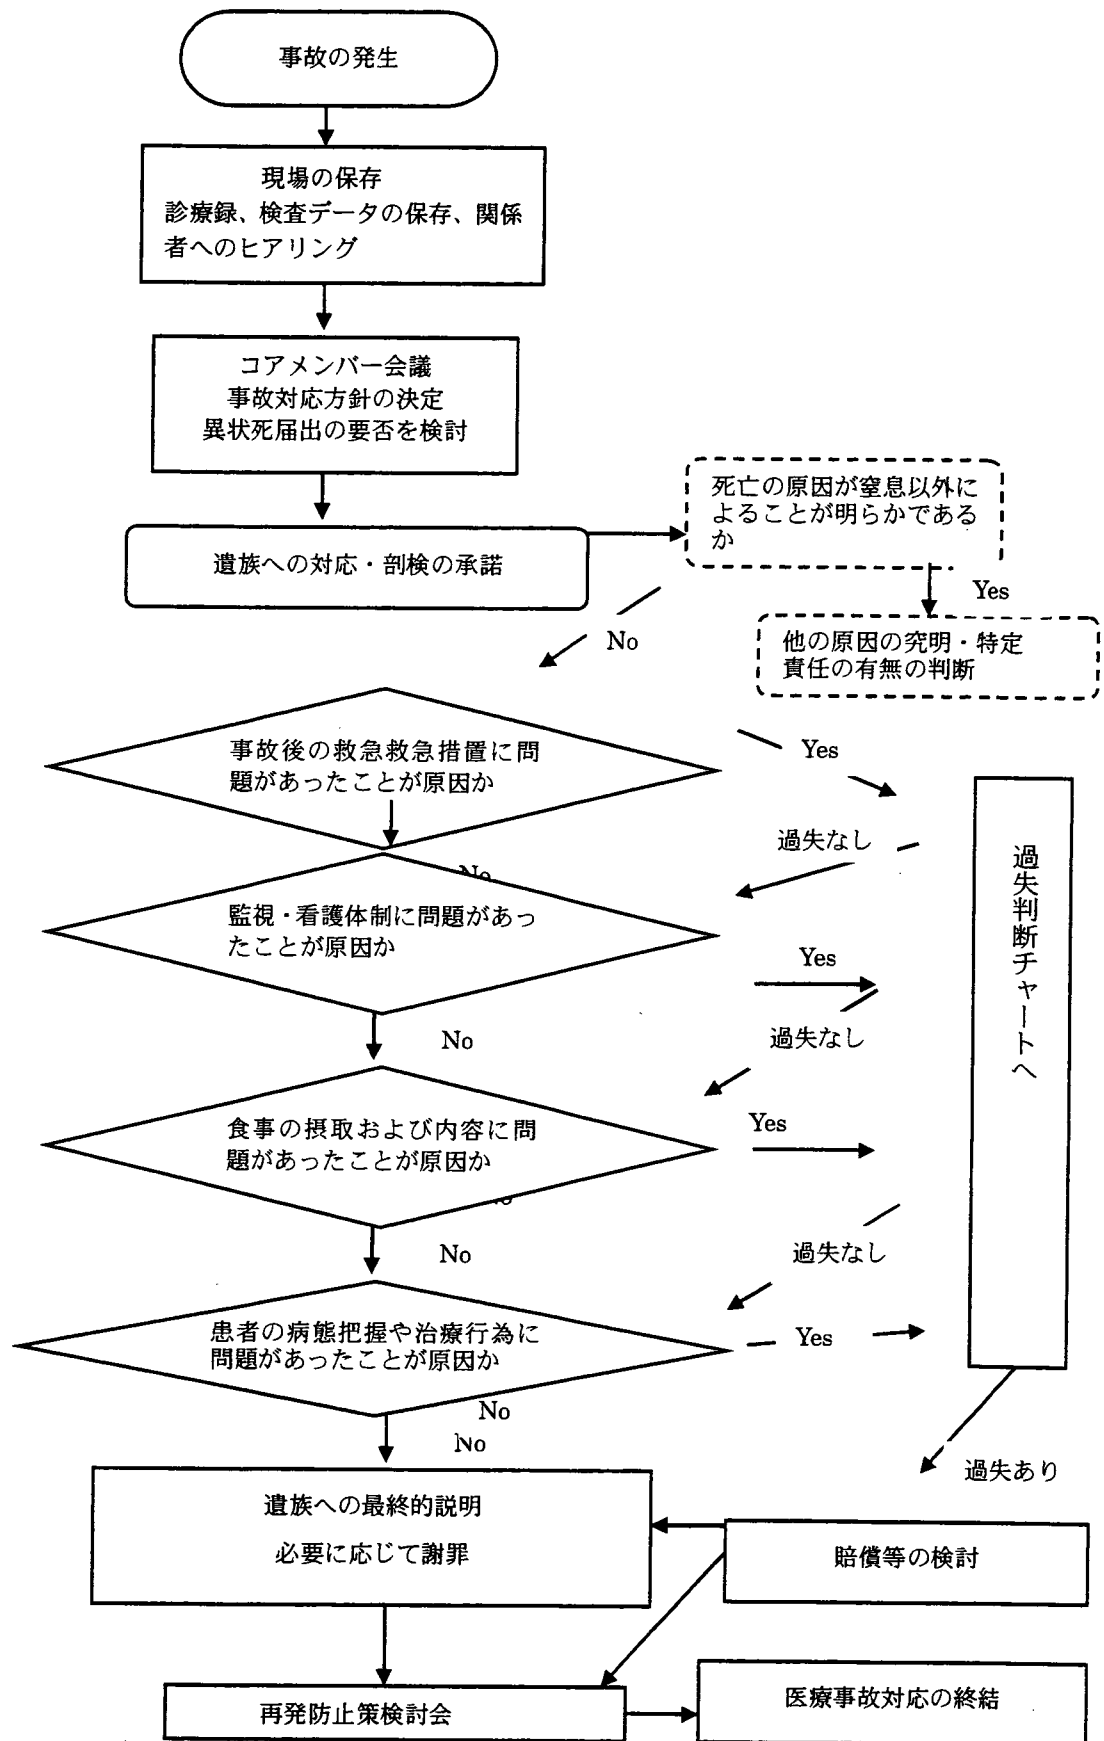 事故の発生
現場の保存
診療録、検査データの保存、関係
者へのヒアリング
コアメンバー会議
事故対応方針の決定
異状死届出の要否を検討
遺族への対応・剖検の承諾
死亡の原因が窒息以外に
よることが明らかである
か
Yes
No
他の原因の究明・特定
責任の有無の判断
事故後の救急救急措置に問
題があったことが原因か
Yes
過失なし
No
監視・看護体制に問題があっ
たことが原因か
Yes
過失判断チャートへ
No
過失なし
食事の摂取および内容に問
題があったことが原因か
Yes
No
過失なし
患者の病態把握や治療行為に
問題があったことが原因か
Yes
No
No
過失あり
遺族への最終的説明
必要に応じて謝罪
賠償等の検討
再発防止策検討会
医療事故対応の終結